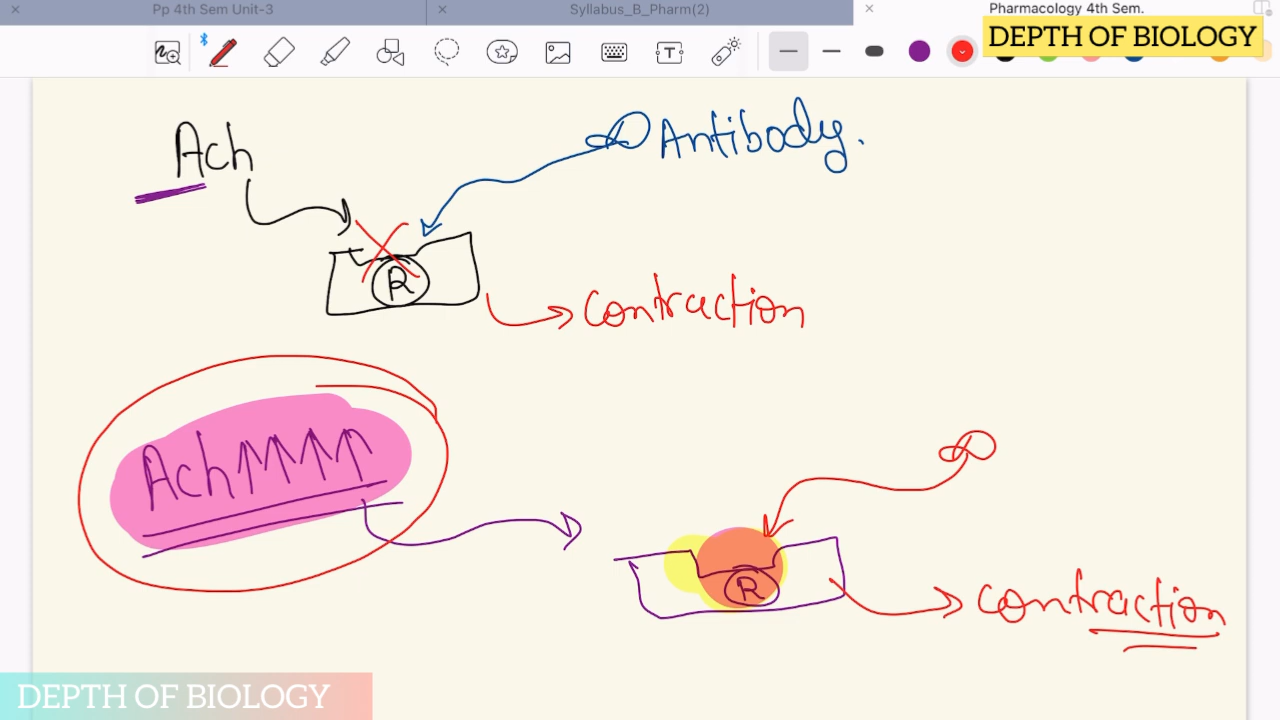 Pp 4th Sem Unit-3
Syllabus_B_Pharm(2)
Pharmacology 4th Sem.
DEPTH OF BIOLOGY
T
Ach
Antibody.
R
Contraction
Ach↑↑↑↑
R
Contraction
DEPTH OF BIOLOGY